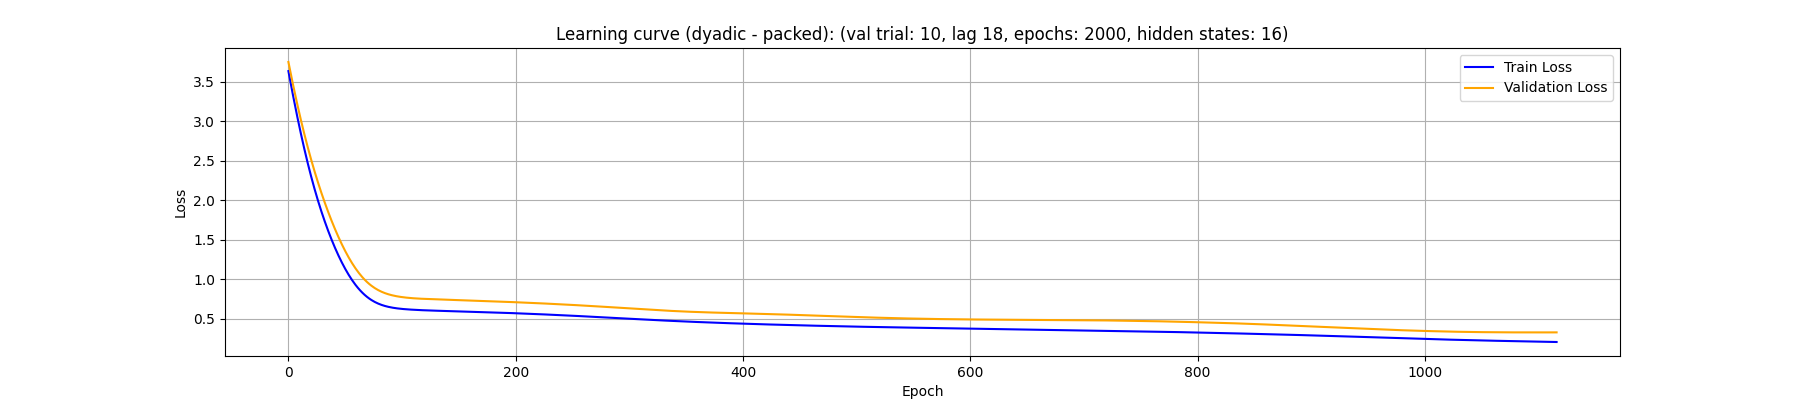 Learning curve (dyadic - packed): (val trial: 10, lag 18, epochs: 2000, hidden states: 16)
Train Loss
Validation Loss
Loss
3.5
3.0
2.5
2.0
1.5
1.0
0.5
0 200 400 600 800 1000
Epoch